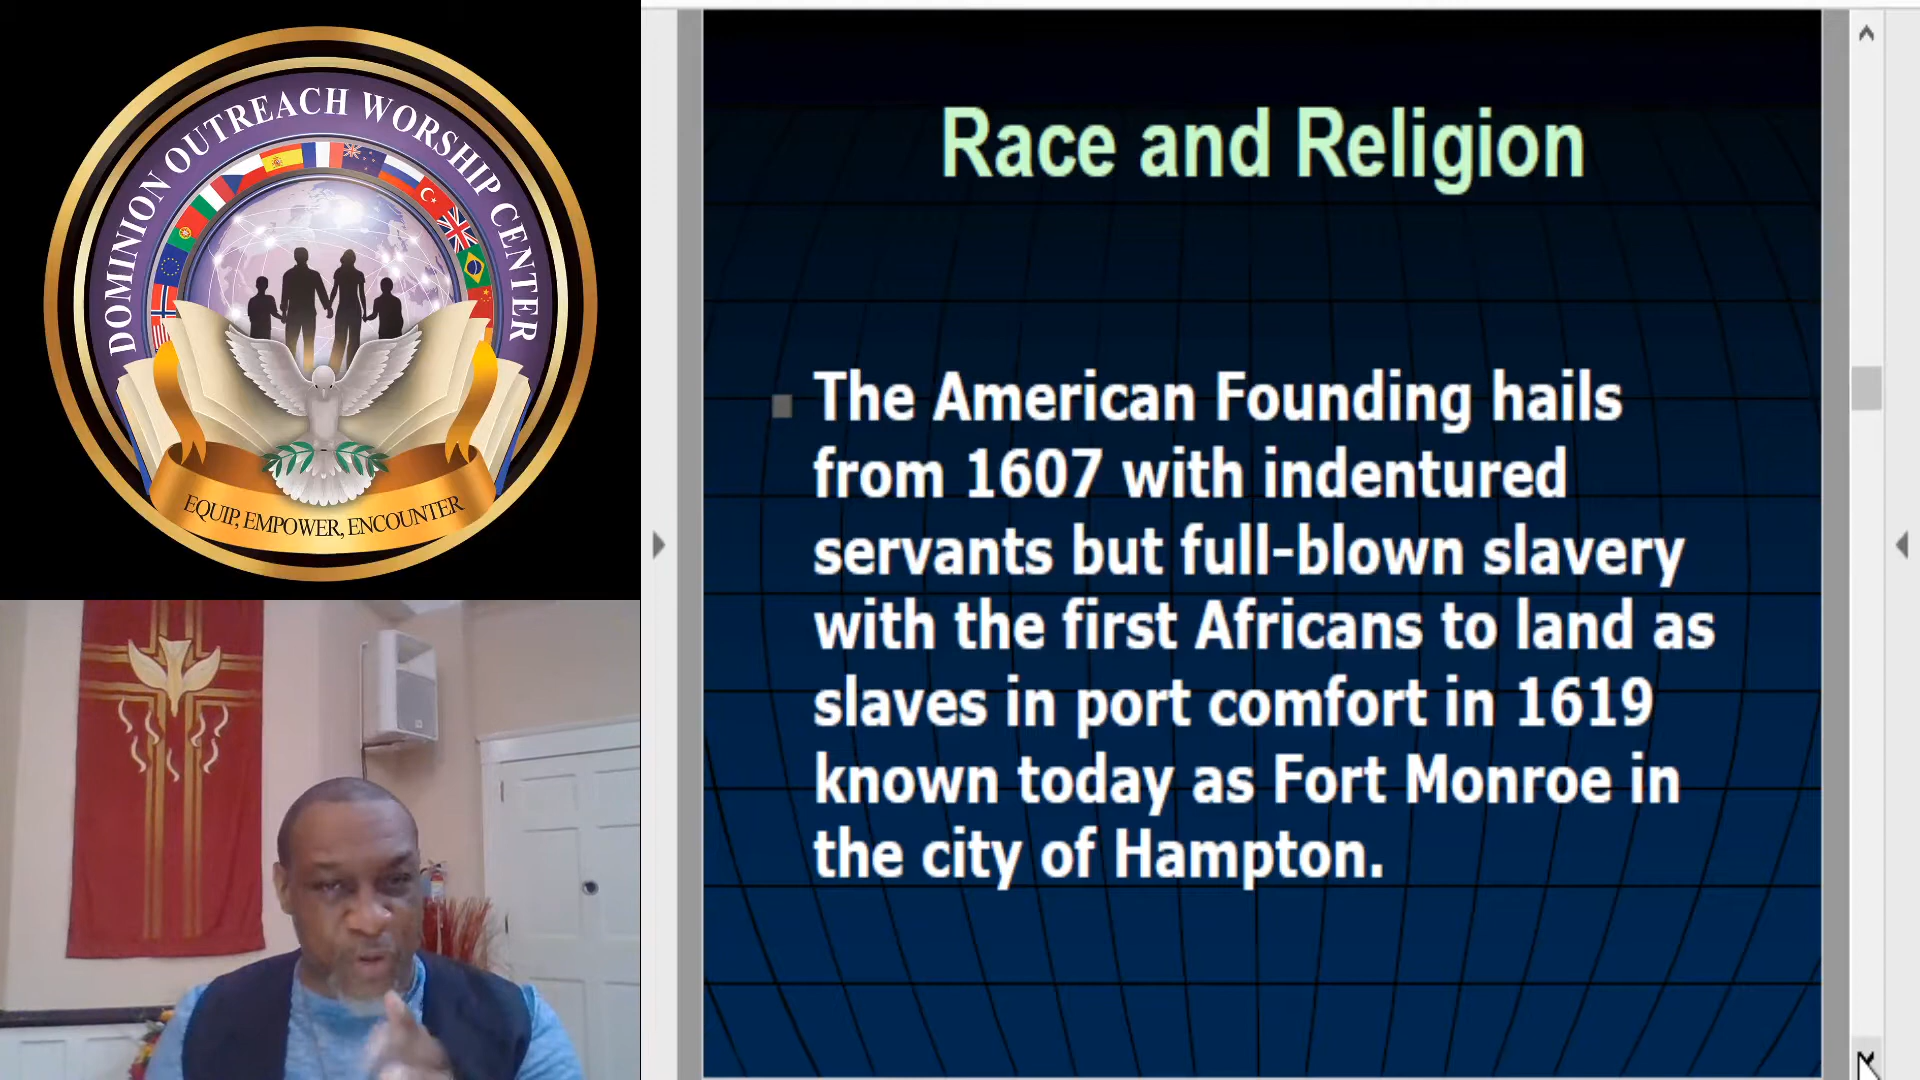 DOMINION OUTREACH WORSHIP CENTER
EQUIP, EMPOWER, ENCOUNTER
Race and Religion
The American Founding hails
from 1607 with indentured
servants but full-blown slavery
with the first Africans to land as
slaves in port comfort in 1619
known today as Fort Monroe in
the city of Hampton.